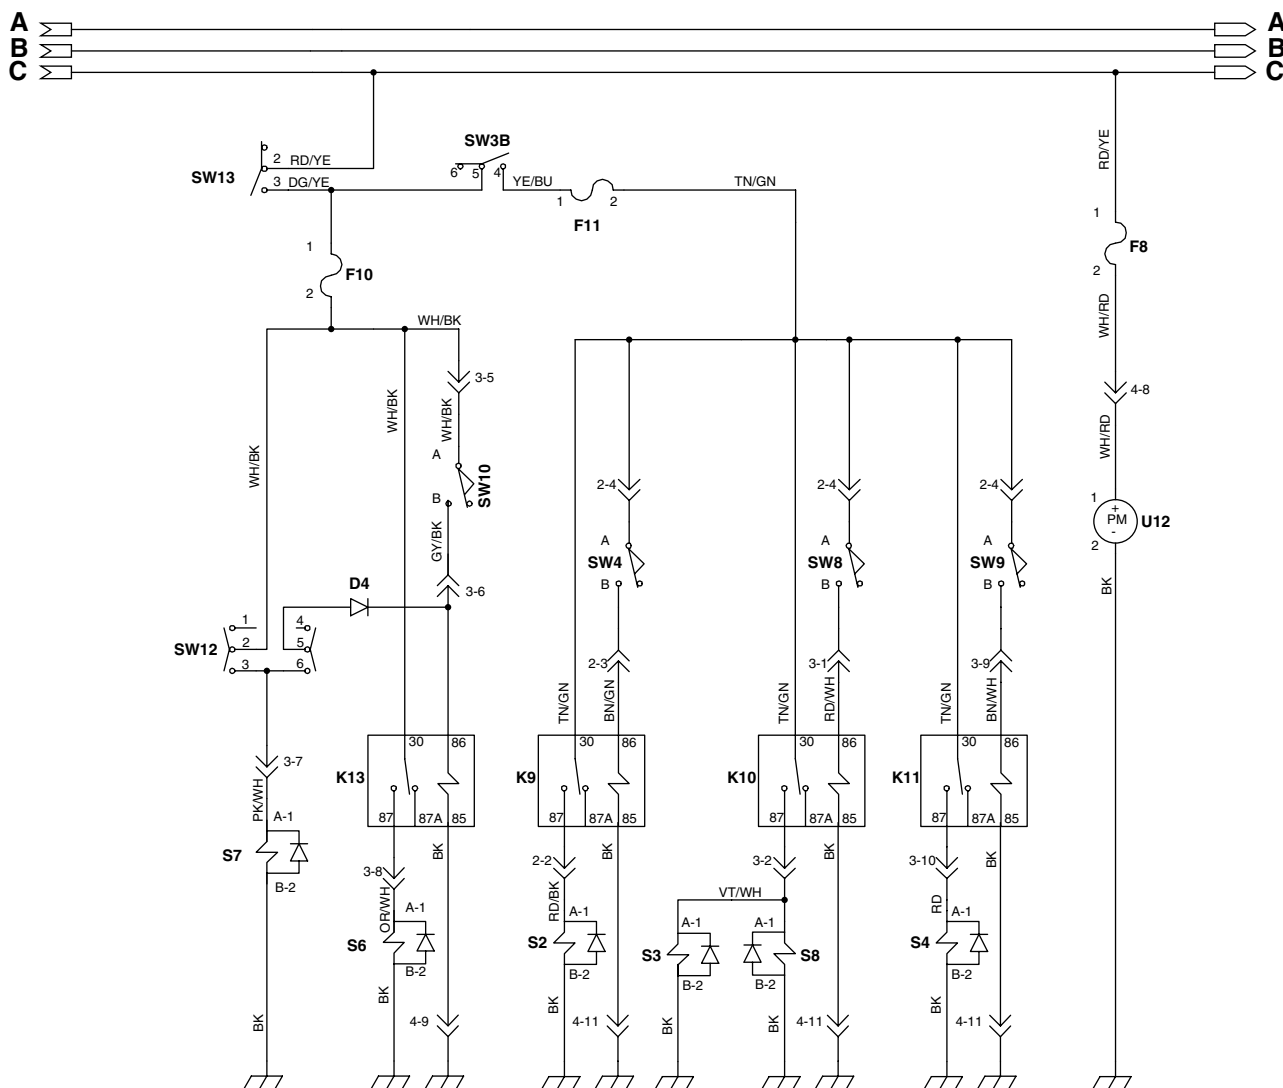 A A
B B
C C
SW3B
2 RD/YE
SW13
3 DG/YE
6 5 4
YE/BU
1 2
F11
TN/GN
RD/YE
1
F8
2
1
F10
2
WH/RD
WH/BK
3-5
4-8
WH/BK
WH/BK
WH/BK
WH/RD
A
SW10
B
GY/BK
3-6
2-4
2-4
2-4
A
SW4
B
A
SW8
B
A
SW9
B
1
+
PM
-
U12
2
BK
D4
1
4
SW12
2
5
3
6
2-3
3-1
3-9
TN/GN
BN/GN
TN/GN
RD/WH
TN/GN
BN/WH
3-7
PK/WH
30 86
K13
87 87A 85
30 86
K9
87 87A 85
30 86
K10
87 87A 85
30 86
K11
87 87A 85
A-1
S7
B-2
BK
BK
BK
BK
3-8
2-2
3-2
3-10
OR/WH
A-1
S6
B-2
RD/BK
A-1
S2
B-2
VT/WH
A-1
S3
B-2
A-1
S8
B-2
RD
A-1
S4
B-2
BK
BK
BK
BK
BK
BK
4-9
4-11
4-11
4-11